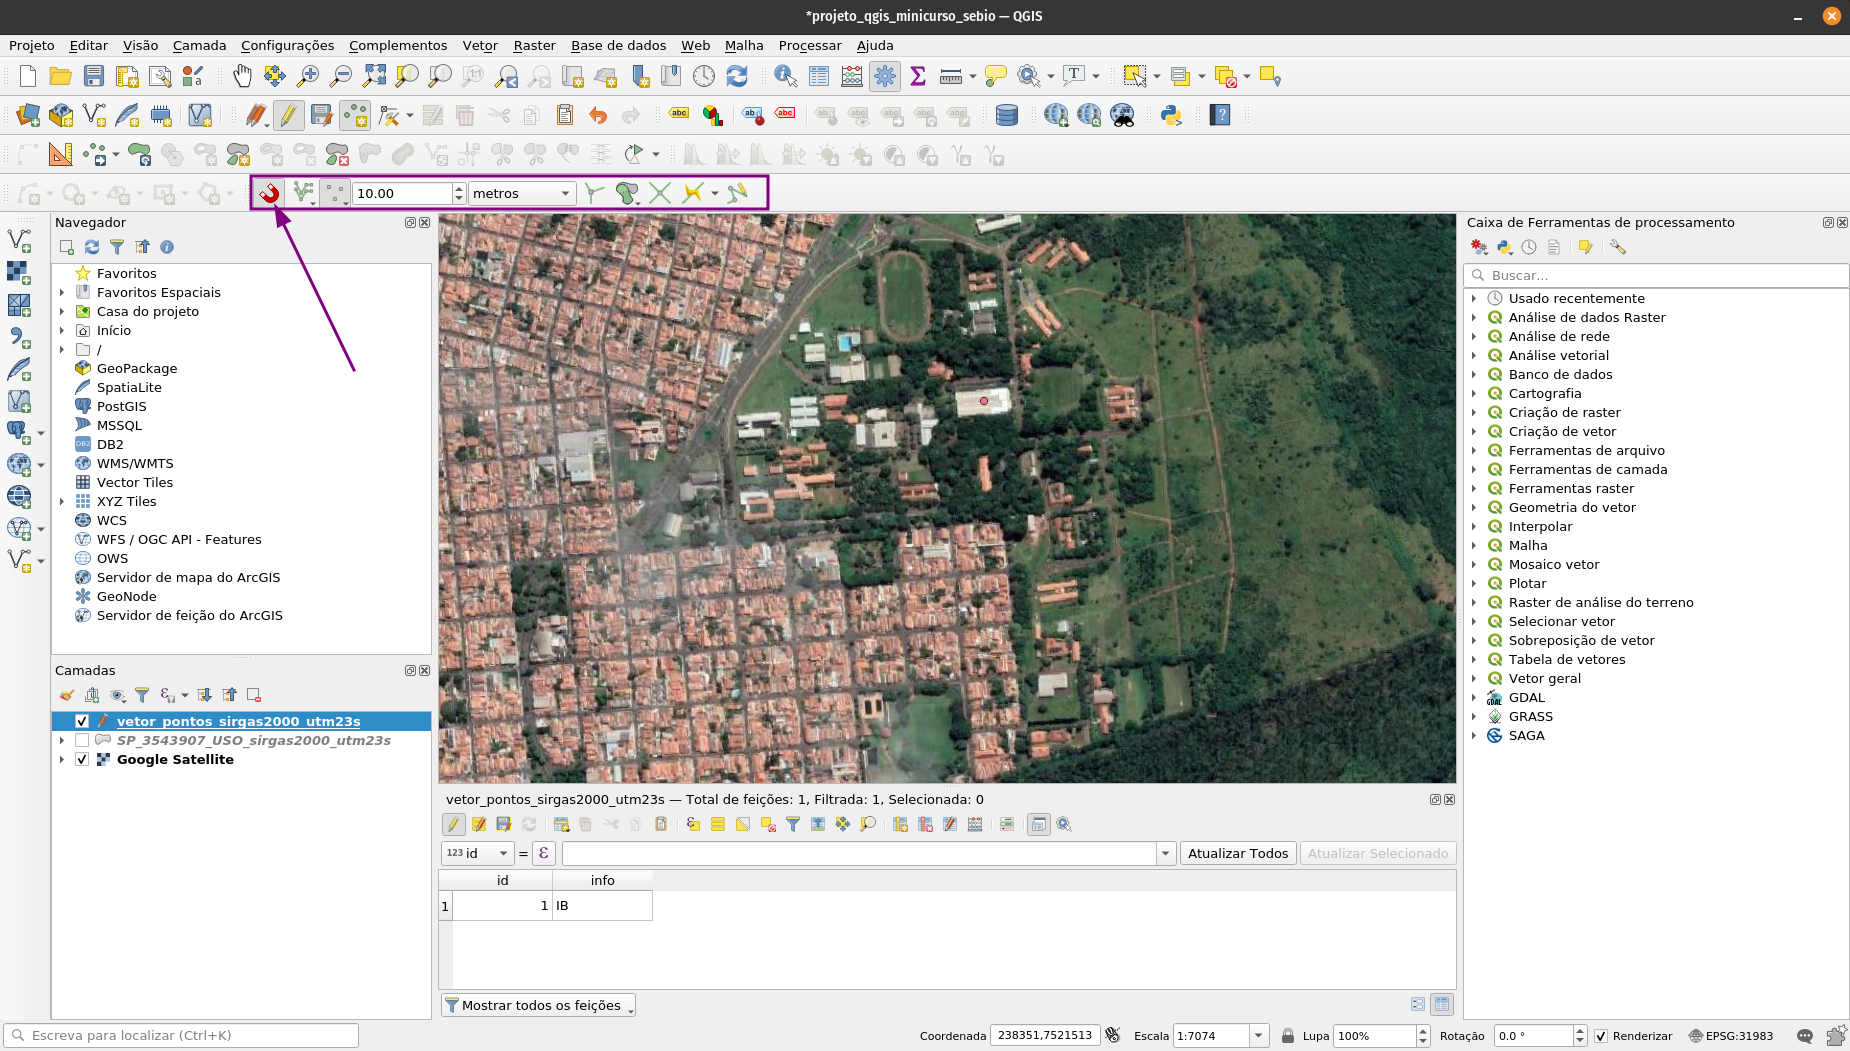 *projeto_qgis_minicurso_sebio — QGIS
Projeto Editar Visão Camada Configurações Complementos Vetor Raster Base de dados Web Malha Processar Ajuda
10.00 metros
Navegador
Favoritos
Favoritos Espaciais
Casa do projeto
Início
/
GeoPackage
SpatiaLite
PostGIS
MSSQL
DB2
WMS/WMTS
Vector Tiles
XYZ Tiles
WCS
WFS / OGC API - Features
OWS
Servidor de mapa do ArcGIS
GeoNode
Servidor de feição do ArcGIS
Camadas
vetor_pontos_sirgas2000_utm23s
SP_3543907_USO_sirgas2000_utm23s
Google Satellite
vetor_pontos_sirgas2000_utm23s — Total de feições: 1, Filtrada: 1, Selecionada: 0
123 id = ε Atualizar Todos Atualizar Selecionado
id info
1 1 IB
Mostrar todos os feições
Caixa de Ferramentas de processamento
Buscar...
Usado recentemente
Análise de dados Raster
Análise de rede
Análise vetorial
Banco de dados
Cartografia
Criação de raster
Criação de vetor
Ferramentas de arquivo
Ferramentas de camada
Ferramentas raster
Geometria do vetor
Interpolar
Malha
Mosaico vetor
Plotar
Raster de análise do terreno
Selecionar vetor
Sobreposição de vetor
Tabela de vetores
Vetor geral
GDAL
GRASS
SAGA
Escreva para localizar (Ctrl+K) Coordenada 238351,7521513 Escala 1:7074 Lupa 100% Rotação 0.0 ° Renderizar EPSG:31983